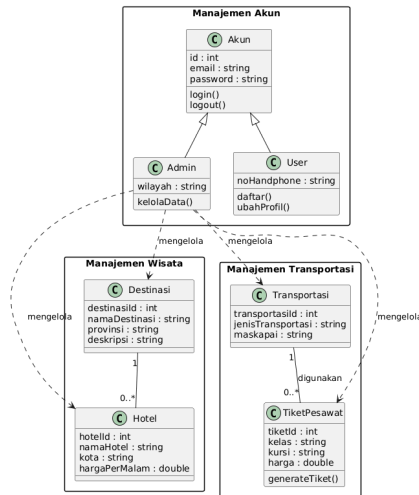 Manajemen Akun
C Akun
id : int
email : string
password : string
login()
logout()
C Admin
wilayah : string
kelolaData()
C User
noHandphone : string
daftar()
ubahProfil()
mengelola
mengelola
Manajemen Wisata
C Destinasi
destinasiId : int
namaDestinasi : string
provinsi : string
deskripsi : string
Manajemen Transportasi
C Transportasi
transportasiId : int
jenisTransportasi : string
maskapai : string
mengelola
mengelola
1
0..*
1
digunakan
0..*
C Hotel
hotelId : int
namaHotel : string
kota : string
hargaPerMalam : double
C TiketPesawat
tiketId : int
kelas : string
kursi : string
harga : double
generateTiket()